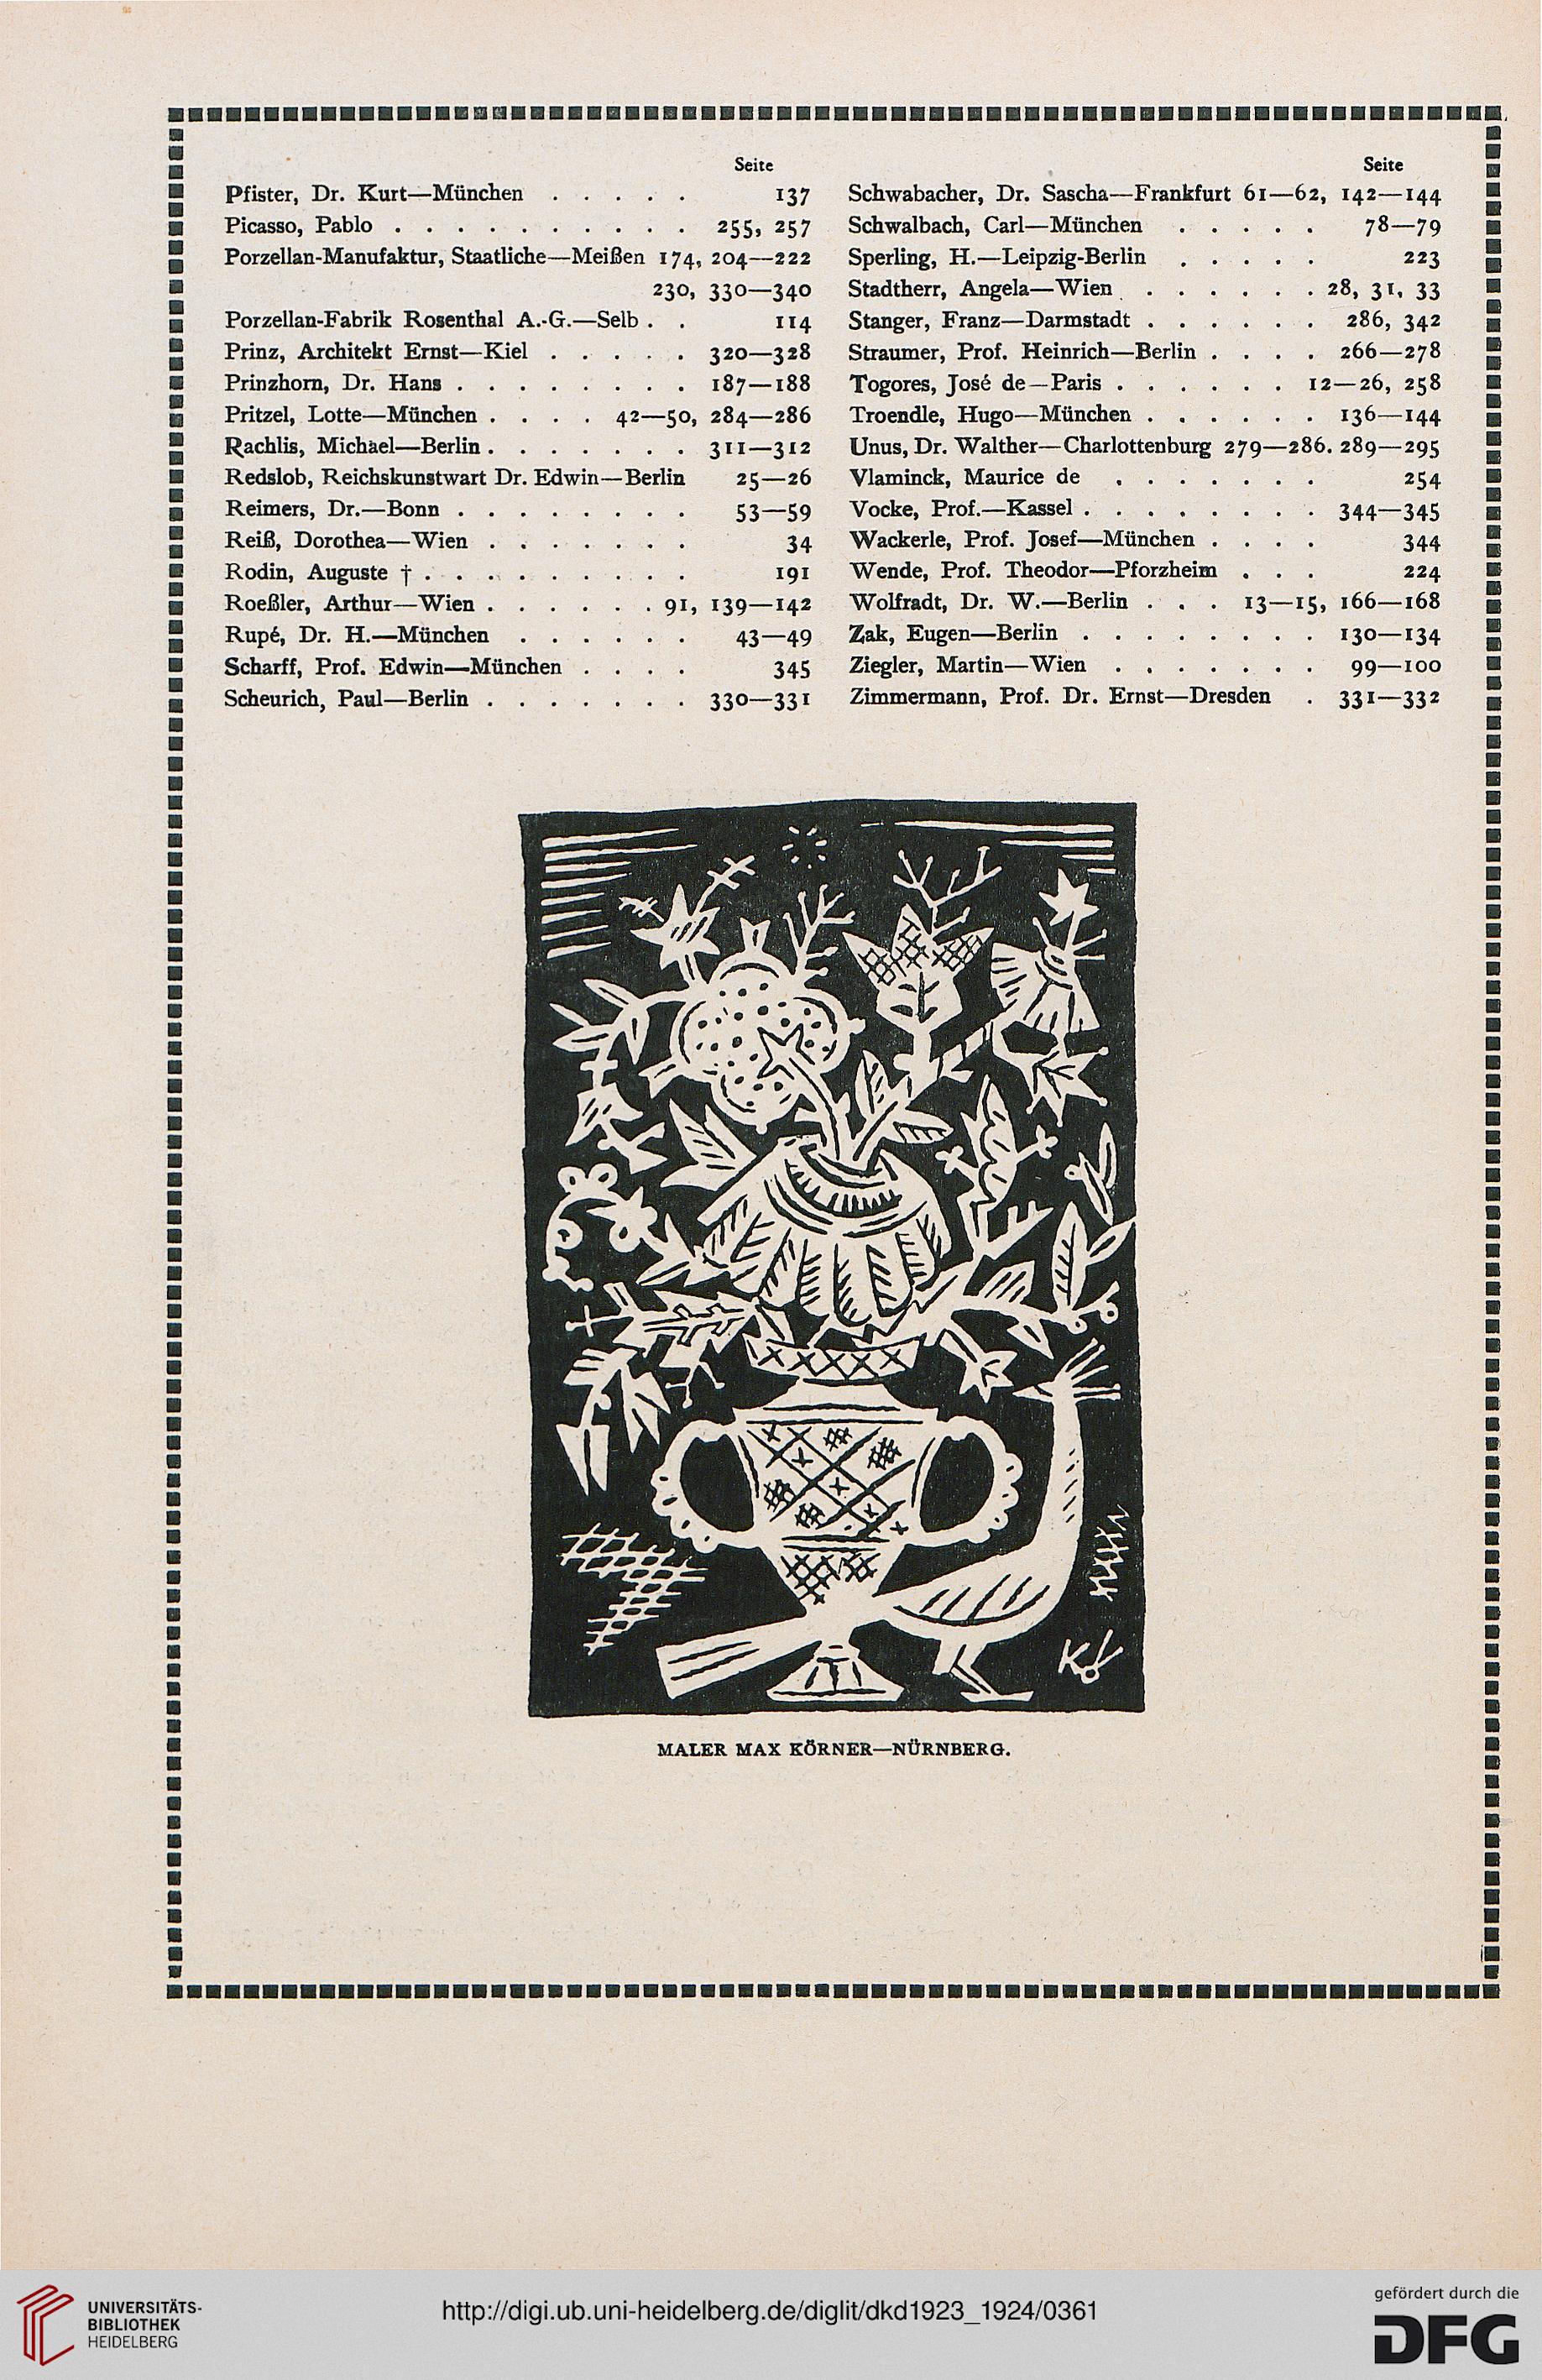 Seite
Pfister, Dr. Kurt—München . . . . . 137
Picasso, Pablo . . . . . . . . . . 255, 257
Porzellan-Manufaktur, Staatliche—Meißen 174, 204—222
230, 330—340
Porzellan-Fabrik Rosenthal A.-G.—Selb . . 114
Prinz, Architekt Ernst—Kiel . . . . . 320—328
Prinzhorn, Dr. Hans . . . . . . . . 187—188
Pritzel, Lotte—München . . . . 42—50, 284—286
Rachlis, Michael—Berlin . . . . . . . 311—312
Redslob, Reichskunstwart Dr. Edwin—Berlin 25—26
Reimers, Dr.—Bonn . . . . . . . . 53—59
Reiß, Dorothea—Wien . . . . . . . 34
Rodin, Auguste † . . . . . . . . . 191
Roeßler, Arthur—Wien . . . . . . 91, 139—142
Rupé, Dr. H.—München . . . . . . 43—49
Scharff, Prof. Edwin—München . . . . 345
Scheurich, Paul—Berlin . . . . . . . 330—331
Seite
Schwabacher, Dr. Sascha—Frankfurt 61—62, 142—144
Schwalbach, Carl—München . . . . . 78—79
Sperling, H.—Leipzig-Berlin . . . . . 223
Stadtherr, Angela—Wien . . . . . . 28, 31, 33
Stanger, Franz—Darmstadt . . . . . . 286, 342
Straumer, Prof. Heinrich—Berlin . . . . 266—278
Togores, José de—Paris . . . . . . 12—26, 258
Troendle, Hugo—München . . . . . . 136—144
Unus, Dr. Walther—Charlottenburg 279—286. 289—295
Vlaminck, Maurice de . . . . . . . 254
Vocke, Prof.—Kassel . . . . . . . . 344—345
Wackerle, Prof. Josef—München . . . . 344
Wende, Prof. Theodor—Pforzheim . . . 224
Wolfradt, Dr. W.—Berlin . . . 13—15, 166—168
Zak, Eugen—Berlin . . . . . . . . 130—134
Ziegler, Martin—Wien . . . . . . . 99—100
Zimmermann, Prof. Dr. Ernst—Dresden . 331—332
MALER MAX KÖRNER—NÜRNBERG.
UNIVERSITÄTS-
BIBLIOTHEK
HEIDELBERG
http://digi.ub.uni-heidelberg.de/diglit/dkd1923_1924/0361
gefördert durch die
DFG